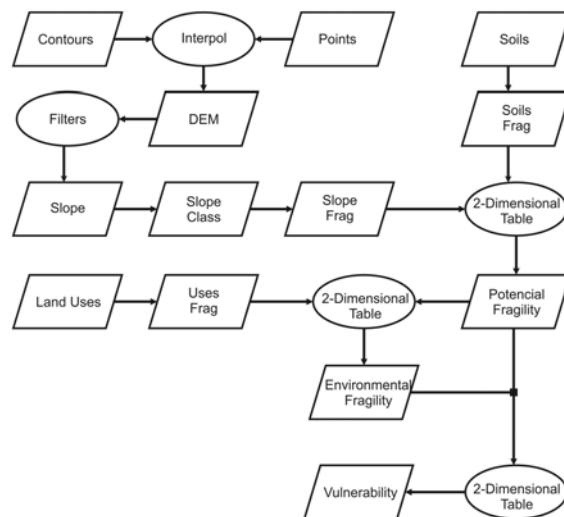 Contours
Interpol
Points
Soils
Filters
DEM
Soils
Frag
Slope
Slope
Class
Slope
Frag
2-Dimensional
Table
Land Uses
Uses
Frag
2-Dimensional
Table
Potencial
Fragility
Environmental
Fragility
Vulnerability
2-Dimensional
Table